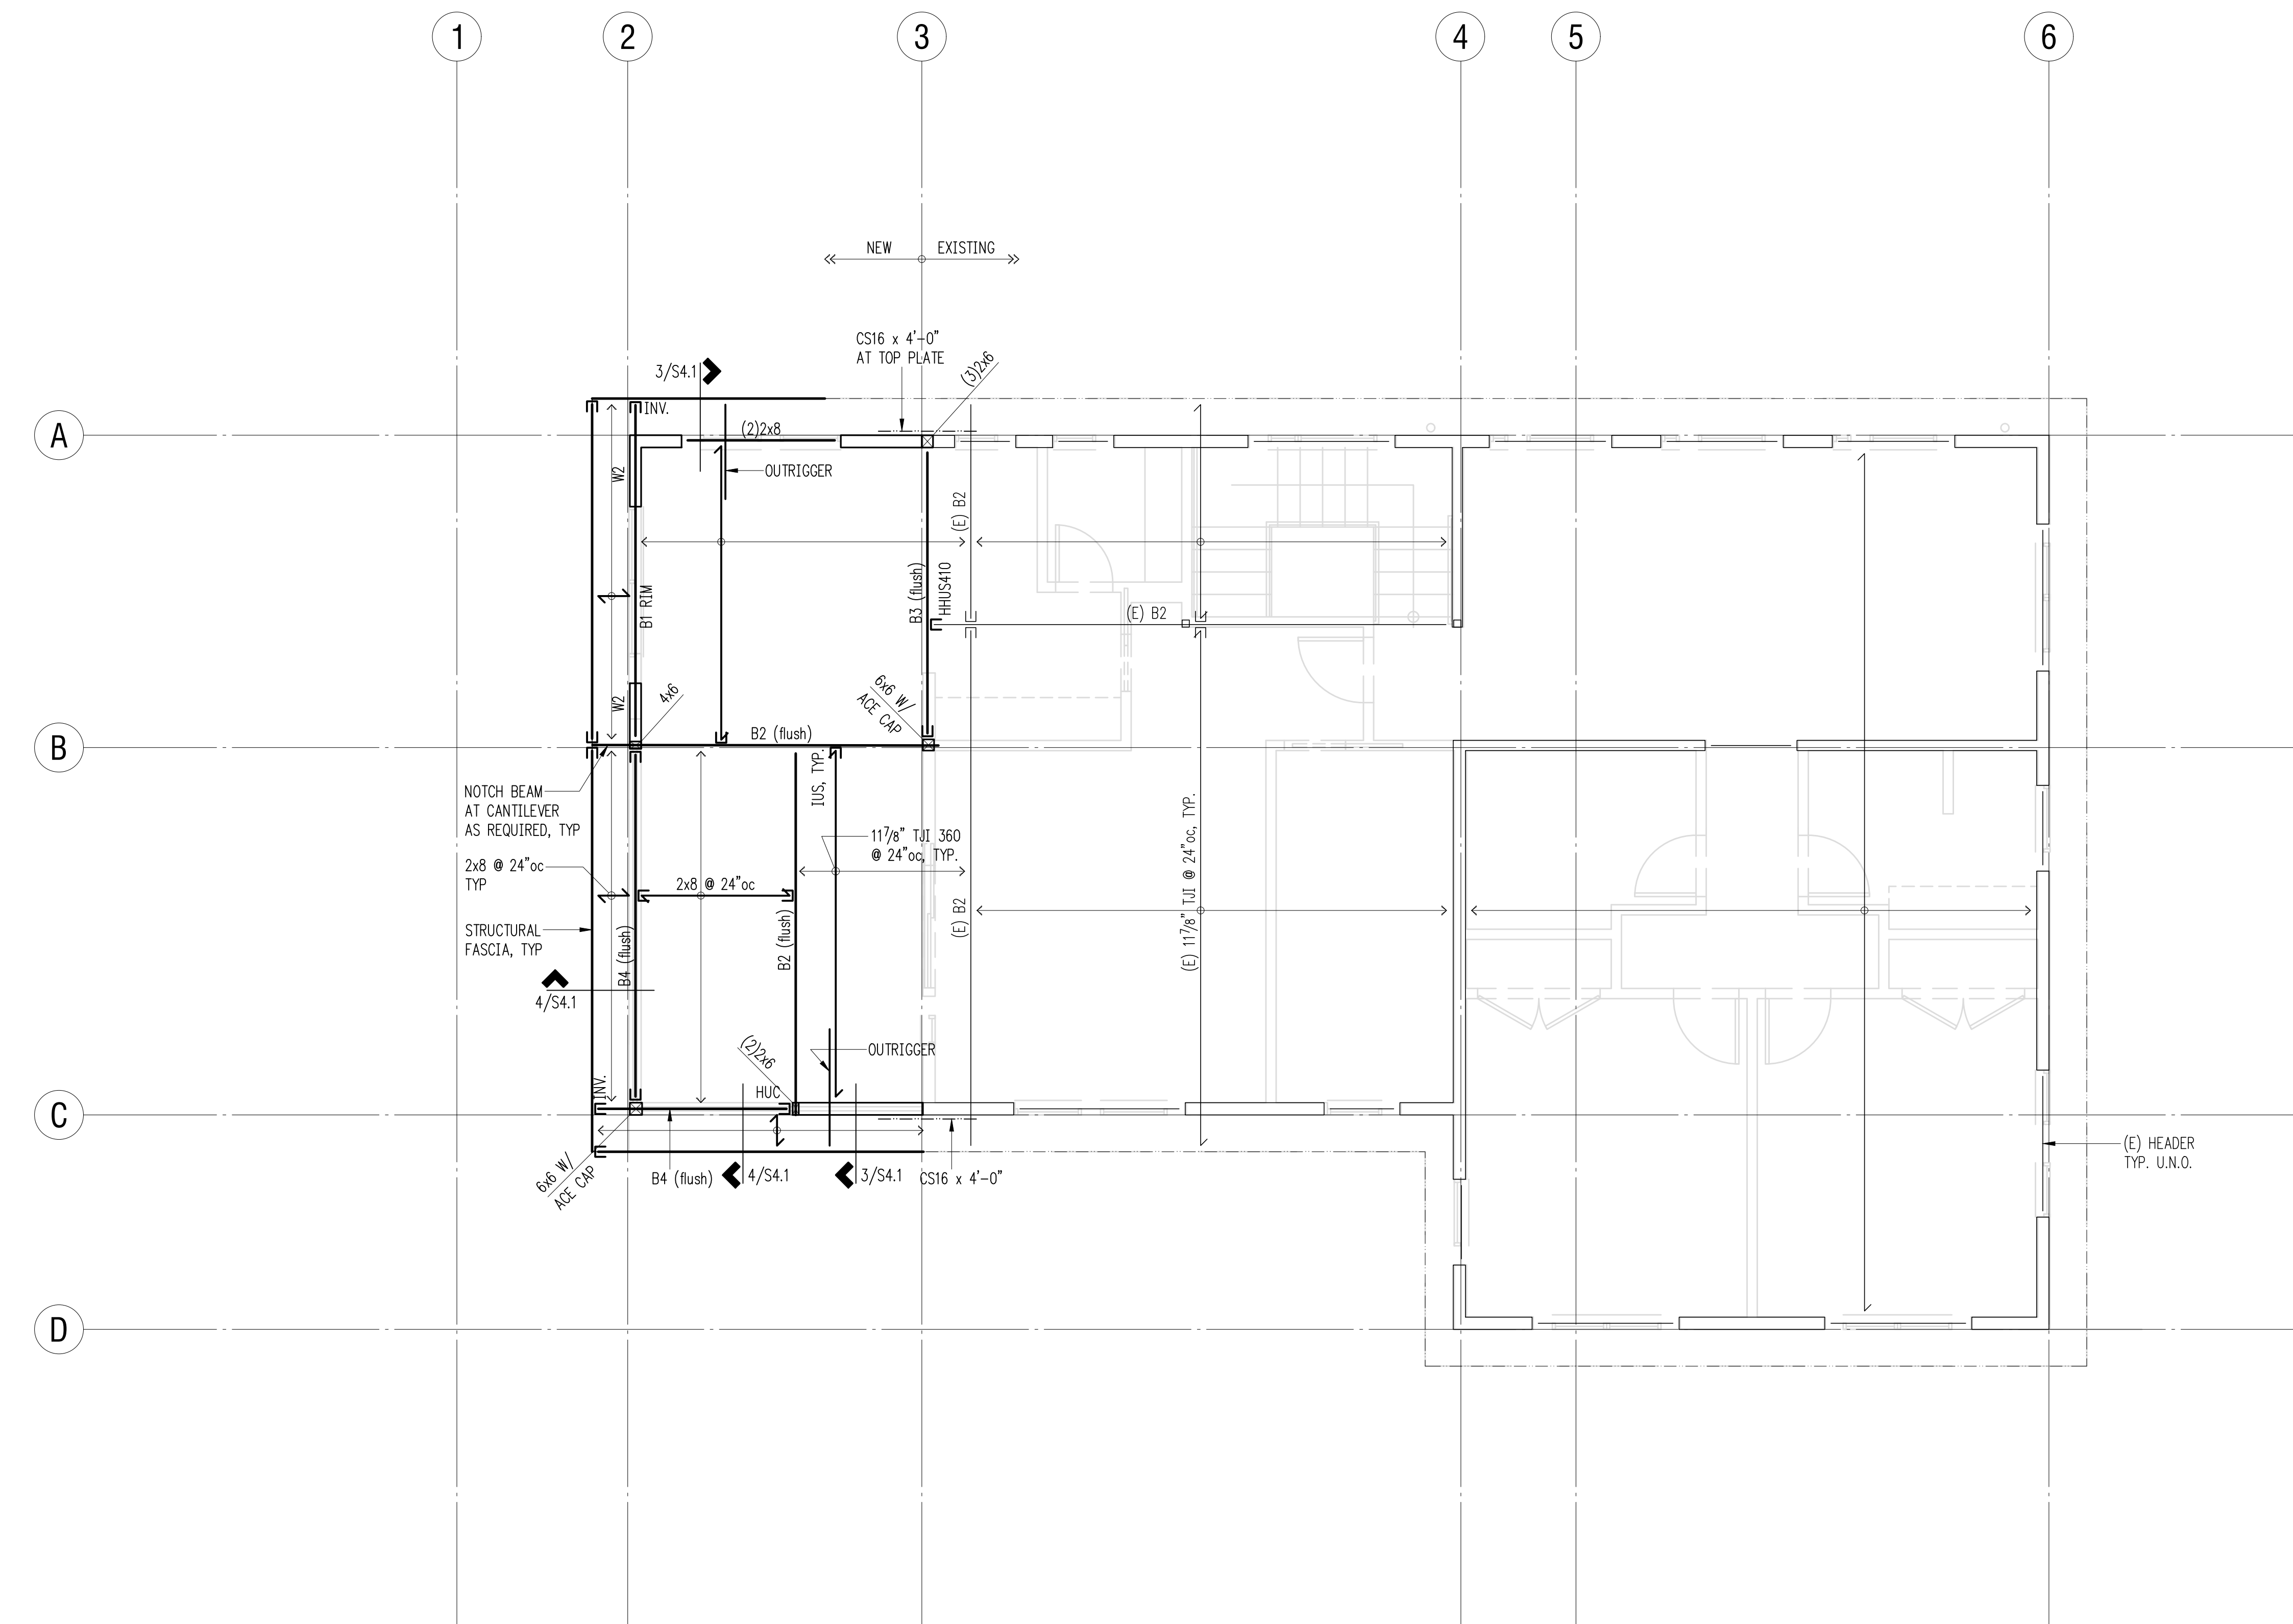 1
2
3
4
5
6
NEW
EXISTING
CS16 x 4'-0"
AT TOP PLATE
(3)2x6
3/S4.1
INV.
A
(2)2x8
W2
OUTRIGGER
(E) B2
B1 RIM
B3 (flush)
HHUS410
(E) B2
W2
4x6
6x6 W/
ACE CAP
B
B2 (flush)
IUS, TYP.
NOTCH BEAM
AT CANTILEVER
AS REQUIRED, TYP
11 7/8" TJI 360
@ 24"oc, TYP.
(E) 11 7/8" TJI @ 24"oc, TYP.
2x8 @ 24"oc
TYP
2x8 @ 24"oc
STRUCTURAL
FASCIA, TYP
B4 (flush)
B2 (flush)
(E) B2
4/S4.1
(2)2x6
OUTRIGGER
INV.
HUC
C
(E) HEADER
TYP. U.N.O.
6x6 W/
ACE CAP
B4 (flush)
4/S4.1
3/S4.1
CS16 x 4'-0"
D